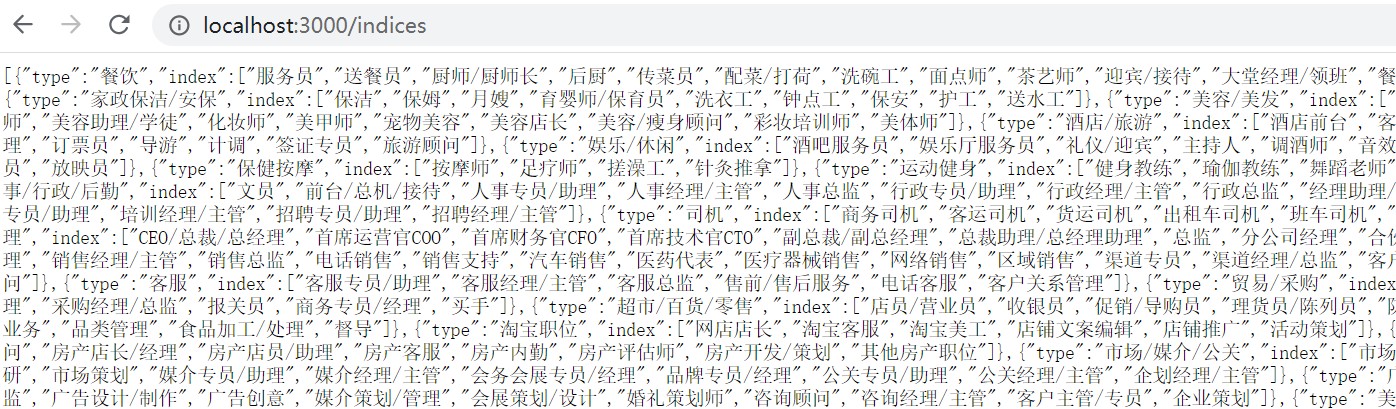 localhost:3000/indices
[{"type":"餐饮","index":["服务员","送餐员","厨师/厨师长","后厨","传菜员","配菜/打荷","洗碗工","面点师","茶艺师","迎宾/接待","大堂经理/领班","餐
{"type":"家政保洁/安保","index":["保洁","保姆","月嫂","育婴师/保育员","洗衣工","钟点工","保安","护工","送水工"]},{"type":"美容/美发","index":["
师","美容助理/学徒","化妆师","美甲师","宠物美容","美容店长","美容/瘦身顾问","彩妆培训师","美体师"]},{"type":"酒店/旅游","index":["酒店前台","客
理","订票员","导游","计调","签证专员","旅游顾问"]},{"type":"娱乐/休闲","index":["酒吧服务员","娱乐厅服务员","礼仪/迎宾","主持人","调酒师","音效
员","放映员"]},{"type":"保健按摩","index":["按摩师","足疗师","搓澡工","针灸推拿"]},{"type":"运动健身","index":["健身教练","瑜伽教练","舞蹈老师"
事/行政/后勤","index":["文员","前台/总机/接待","人事专员/助理","人事经理/主管","人事总监","行政专员/助理","行政经理/主管","行政总监","经理助理/
专员/助理","培训经理/主管","招聘专员/助理","招聘经理/主管"]},{"type":"司机","index":["商务司机","客运司机","货运司机","出租车司机","班车司机","
理","index":["CEO/总裁/总经理","首席运营官COO","首席财务官CFO","首席技术官CTO","副总裁/副总经理","总裁助理/总经理助理","总监","分公司经理","合
理","销售经理/主管","销售总监","电话销售","销售支持","汽车销售","医药代表","医疗器械销售","网络销售","区域销售","渠道专员","渠道经理/总监","客
问"]},{"type":"客服","index":["客服专员/助理","客服经理/主管","客服总监","售前/售后服务","电话客服","客户关系管理"]},{"type":"贸易/采购","index
理","采购经理/总监","报关员","商务专员/经理","买手"]},{"type":"超市/百货/零售","index":["店员/营业员","收银员","促销/导购员","理货员/陈列员","
业务","品类管理","食品加工/处理","督导"]},{"type":"淘宝职位","index":["网店店长","淘宝客服","淘宝美工","店铺文案编辑","店铺推广","活动策划"]},{
问","房产店长/经理","房产店员/助理","房产客服","房产内勤","房产评估师","房产开发/策划","其他房产职位"]},{"type":"市场/媒介/公关","index":["市场
研","市场策划","媒介专员/助理","媒介经理/主管","会务会展专员/经理","品牌专员/经理","公关专员/助理","公关经理/主管","企划经理/主管"]},{"type":"
监","广告设计/制作","广告创意","媒介策划/管理","会展策划/设计","婚礼策划师","咨询顾问","咨询经理/主管","客户主管/专员","企业策划"]},{"type":"美